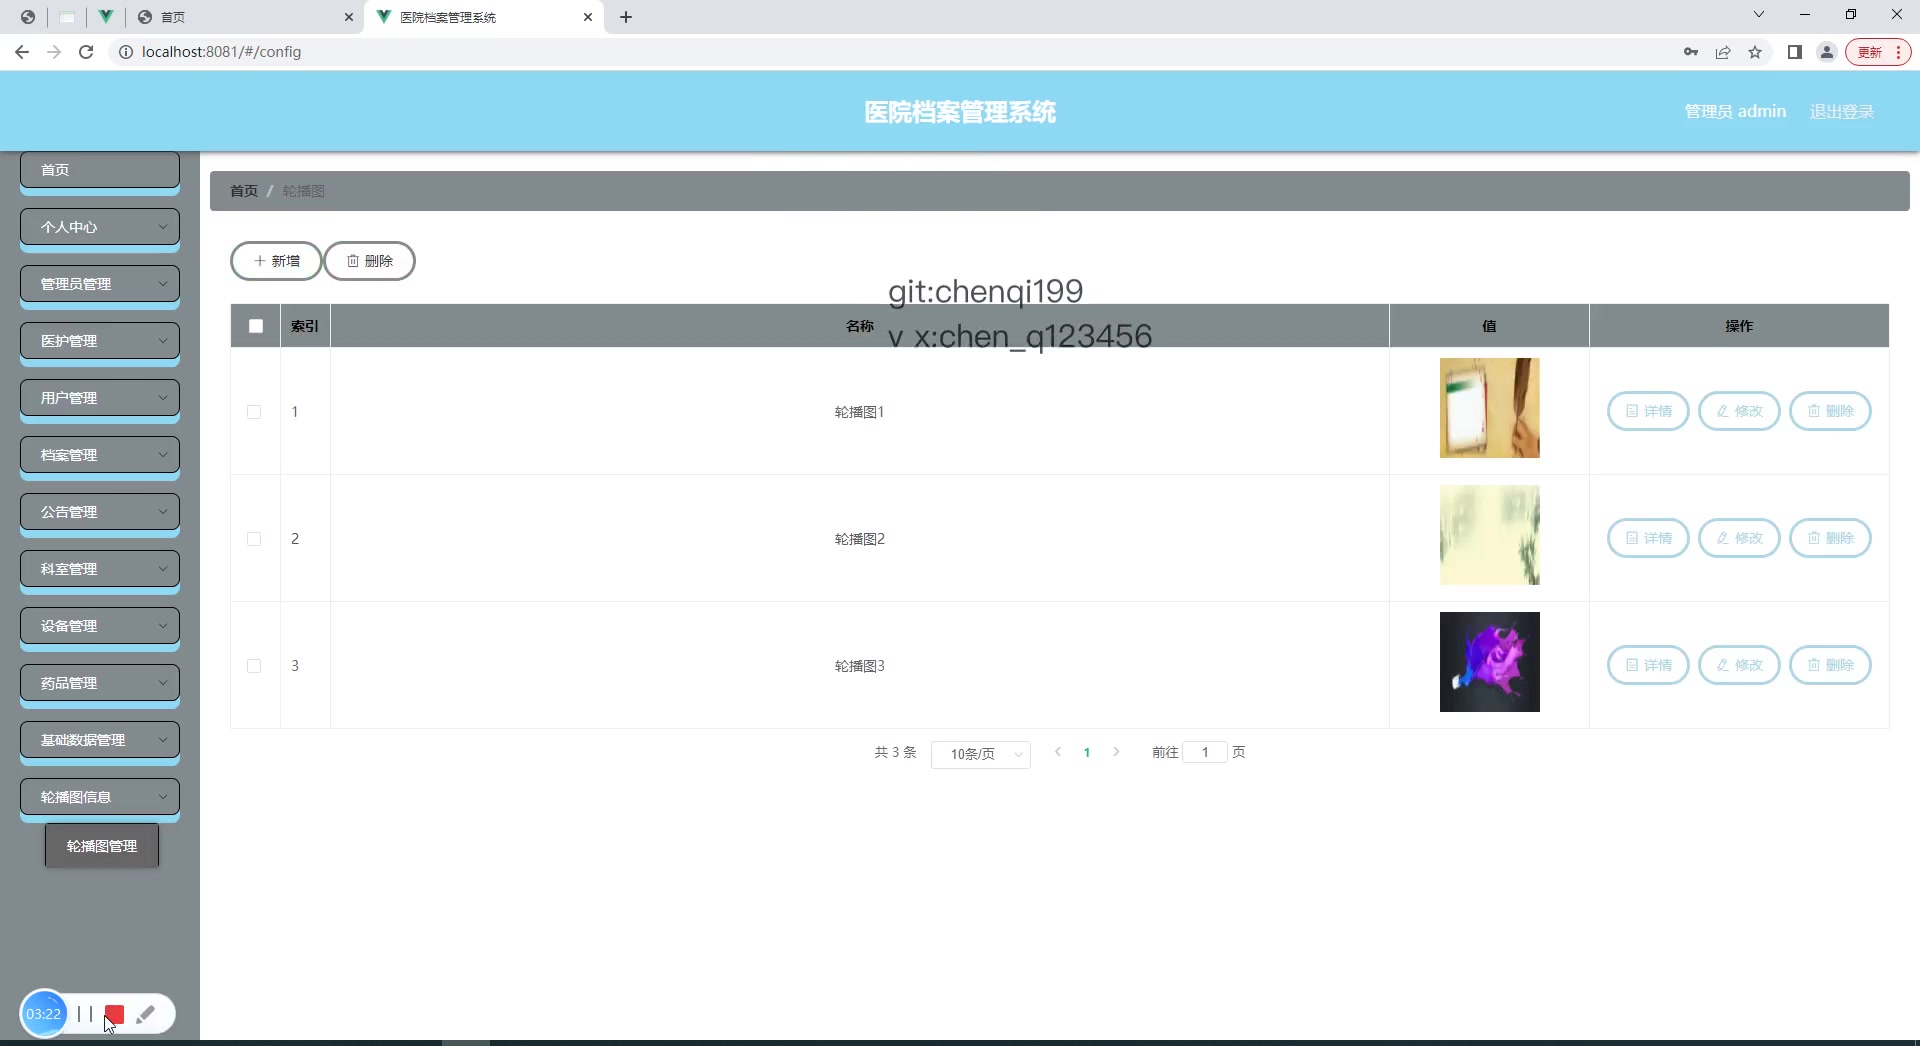 首页
医院档案管理系统
localhost:8081/#/config
更新
医院档案管理系统
管理员 admin
退出登录
首页
个人中心
管理员管理
医护管理
用户管理
档案管理
公告管理
科室管理
设备管理
药品管理
基础数据管理
轮播图信息
轮播图管理
首页 / 轮播图
新增
删除
git:chenqi199
v x:chen_q123456
索引 名称 值 操作
1 轮播图1 详情 修改 删除
2 轮播图2 详情 修改 删除
3 轮播图3 详情 修改 删除
共 3 条 10条/页 1 前往 1 页
03:22